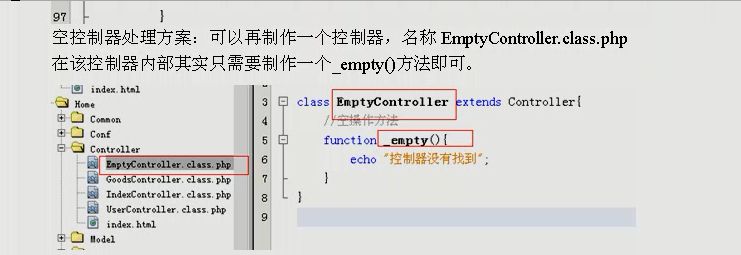 97 }
空控制器处理方案：可以再制作一个控制器，名称 EmptyController.class.php
在该控制器内部其实只需要制作一个_empty()方法即可。
index.html
Home
Common
Conf
Controller
EmptyController.class.php
GoodsController.class.php
IndexController.class.php
UserController.class.php
index.html
Model
3 class EmptyController extends Controller{
4 //空操作方法
5 function _empty(){
6 echo "控制器没有找到";
7 }
8 }
9